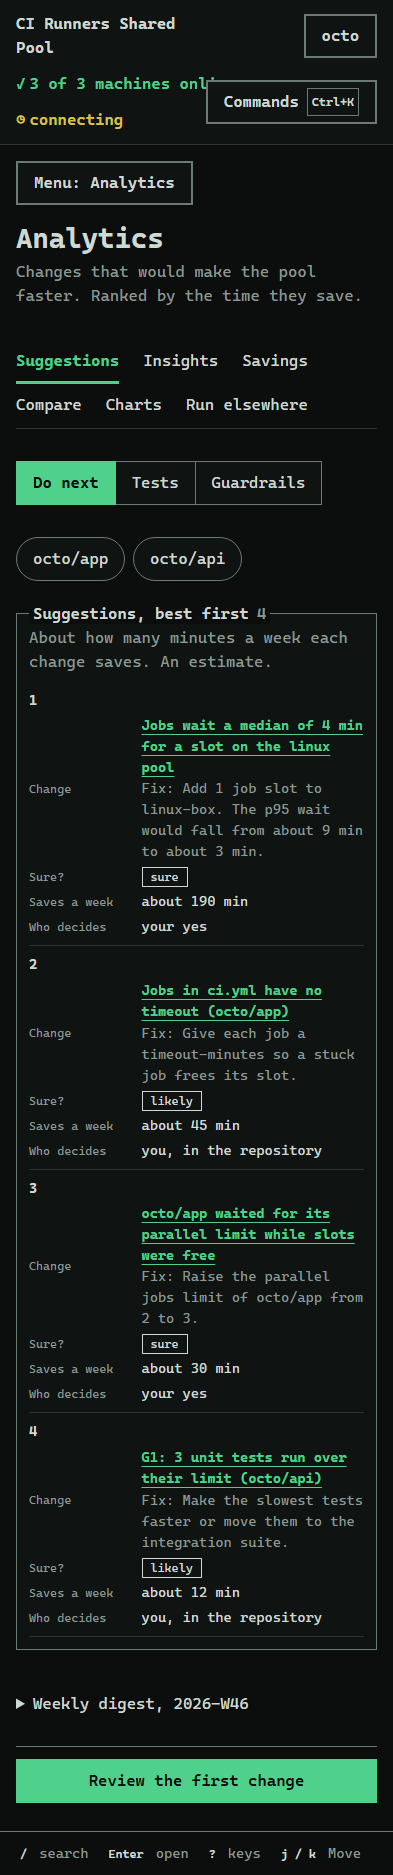 CI Runners Shared
Pool
octo
√ 3 of 3 machines
Commands Ctrl+K
connecting
Menu: Analytics
Analytics
Changes that would make the pool
faster. Ranked by the time they save.
Suggestions Insights Savings
Compare Charts Run elsewhere
Do next Tests Guardrails
octo/app octo/api
Suggestions, best first 4
About how many minutes a week each
change saves. An estimate.
1
Jobs wait a median of 4 min
for a slot on the linux
pool
Change
Fix: Add 1 job slot to
linux-box. The p95 wait
would fall from about 9 min
to about 3 min.
Sure? sure
Saves a week about 190 min
Who decides your yes
2
Jobs in ci.yml have no
timeout (octo/app)
Change Fix: Give each job a
timeout-minutes so a stuck
job frees its slot.
Sure? likely
Saves a week about 45 min
Who decides you, in the repository
3
octo/app waited for its
parallel limit while slots
were free
Change
Fix: Raise the parallel
jobs limit of octo/app from
2 to 3.
Sure? sure
Saves a week about 30 min
Who decides your yes
4
G1: 3 unit tests run over
their limit (octo/api)
Change Fix: Make the slowest tests
faster or move them to the
integration suite.
Sure? likely
Saves a week about 12 min
Who decides you, in the repository
▶ Weekly digest, 2026-W46
Review the first change
/ search Enter open ? keys j / k Move